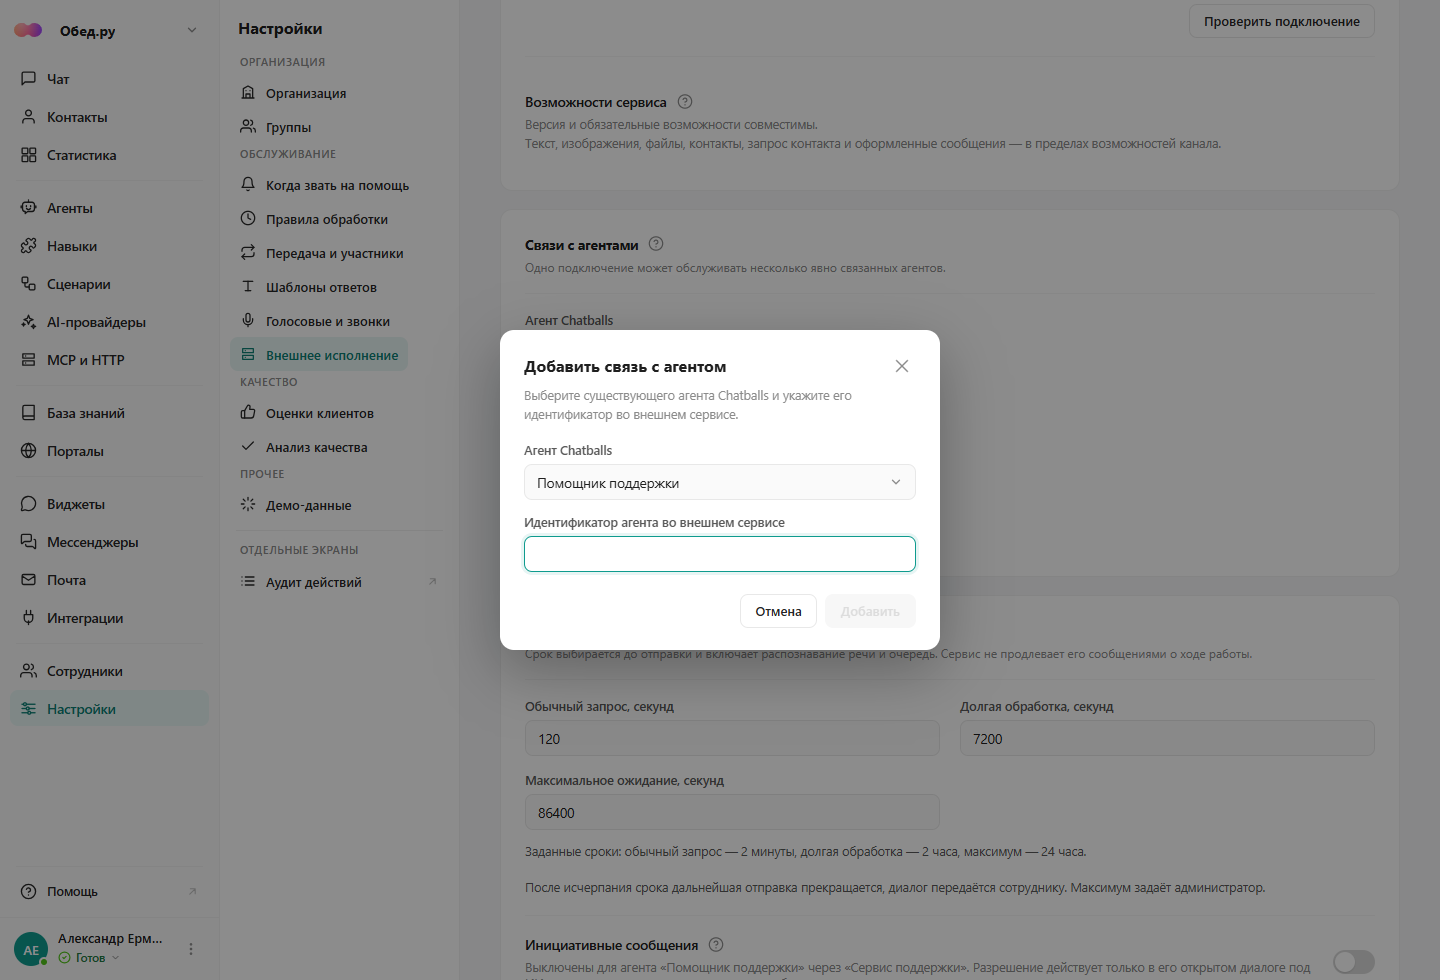 Обед.ру
Чат
Контакты
Статистика
Агенты
Навыки
Сценарии
AI-провайдеры
MCP и HTTP
База знаний
Порталы
Виджеты
Мессенджеры
Почта
Интеграции
Сотрудники
Настройки
Помощь
АЕ
Александр Ерм...
Готов
Настройки
ОРГАНИЗАЦИЯ
Организация
Группы
ОБСЛУЖИВАНИЕ
Когда звать на помощь
Правила обработки
Передача и участники
Шаблоны ответов
Голосовые и звонки
Внешнее исполнение
КАЧЕСТВО
Оценки клиентов
Анализ качества
ПРОЧЕЕ
Демо-данные
ОТДЕЛЬНЫЕ ЭКРАНЫ
Аудит действий
Проверить подключение
Возможности сервиса
Версия и обязательные возможности совместимы.
Текст, изображения, файлы, контакты, запрос контакта и оформленные сообщения — в пределах возможностей канала.
Связи с агентами
Одно подключение может обслуживать несколько явно связанных агентов.
Агент Chatballs
Добавить связь с агентом
Выберите существующего агента Chatballs и укажите его
идентификатор во внешнем сервисе.
Агент Chatballs
Помощник поддержки
Идентификатор агента во внешнем сервисе
Отмена
Добавить
Срок выбирается до отправки и включает распознавание речи и очередь. Сервис не продлевает его сообщениями о ходе работы.
Обычный запрос, секунд
Долгая обработка, секунд
120
7200
Максимальное ожидание, секунд
86400
Заданные сроки: обычный запрос — 2 минуты, долгая обработка — 2 часа, максимум — 24 часа.
После исчерпания срока дальнейшая отправка прекращается, диалог передаётся сотруднику. Максимум задаёт администратор.
Инициативные сообщения
Выключены для агента «Помощник поддержки» через «Сервис поддержки». Разрешение действует только в его открытом диалоге под